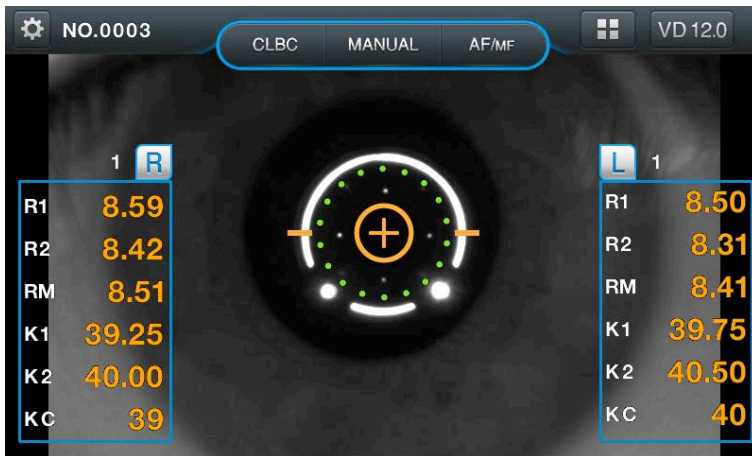 NO.0003
CLBC MANUAL AF/MF
VD 12.0
1 R
R1 8.59
R2 8.42
RM 8.51
K1 39.25
K2 40.00
KC 39
L 1
R1 8.50
R2 8.31
RM 8.41
K1 39.75
K2 40.50
KC 40